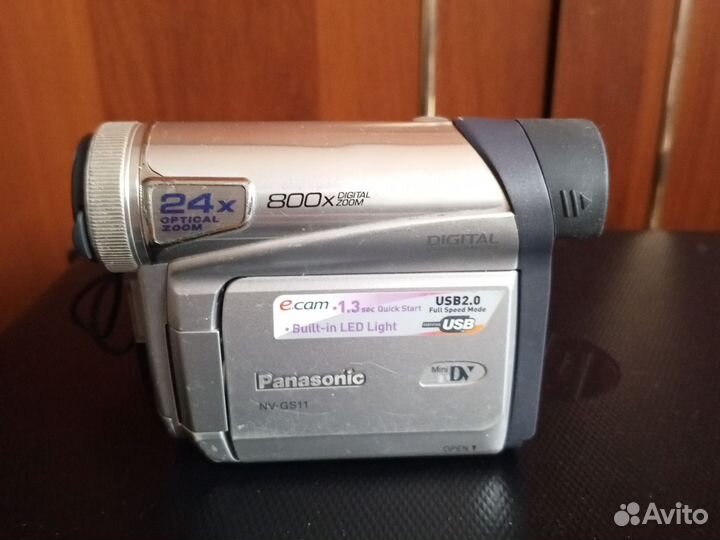 24x
OPTICAL
ZOOM
800x DIGITAL ZOOM
DIGITAL
e.cam •1.3 sec Quick Start
• Built-in LED Light
USB2.0
Full Speed Mode
USB
Panasonic
Mini DV
NV-GS11
OPEN ▼
Avito